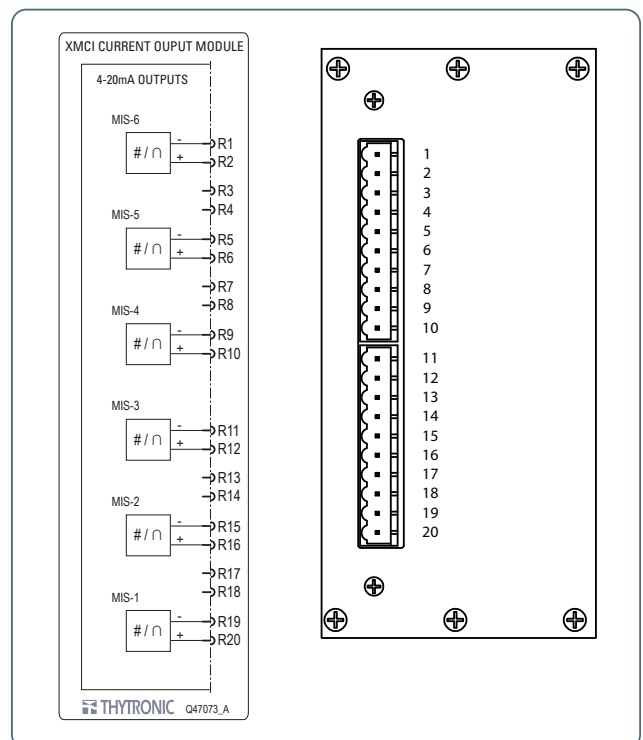 XMCI CURRENT OUPUT MODULE
4-20mA OUTPUTS
MIS-6
#/∩
- R1
+ R2
R3
R4
MIS-5
#/∩
- R5
+ R6
R7
R8
MIS-4
#/∩
- R9
+ R10
MIS-3
#/∩
- R11
+ R12
R13
R14
MIS-2
#/∩
- R15
+ R16
R17
R18
MIS-1
#/∩
- R19
+ R20
THYTRONIC Q47073_A
1
2
3
4
5
6
7
8
9
10
11
12
13
14
15
16
17
18
19
20